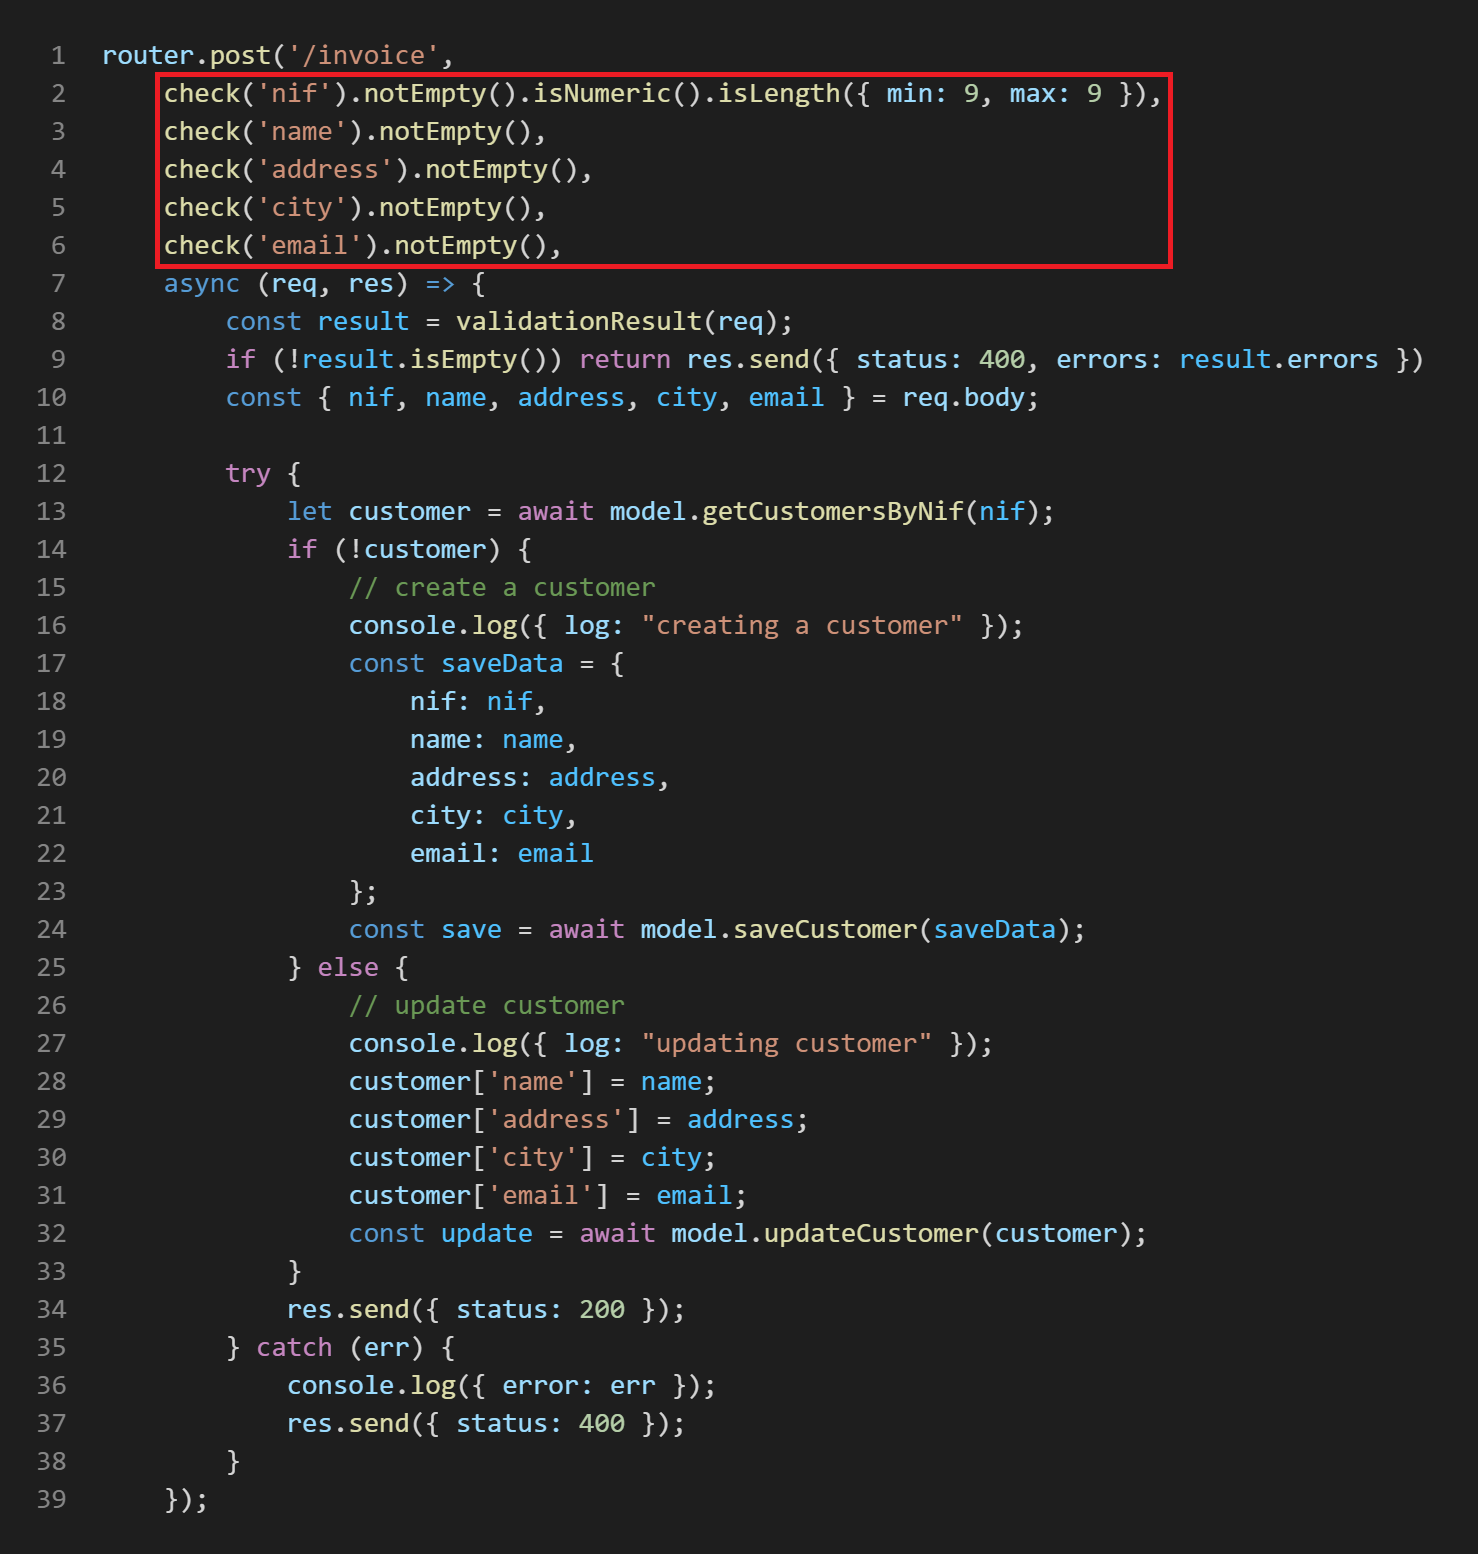 1 router.post('/invoice',
2     check('nif').notEmpty().isNumeric().isLength({ min: 9, max: 9 }),
3     check('name').notEmpty(),
4     check('address').notEmpty(),
5     check('city').notEmpty(),
6     check('email').notEmpty(),
7     async (req, res) => {
8         const result = validationResult(req);
9         if (!result.isEmpty()) return res.send({ status: 400, errors: result.errors })
10         const { nif, name, address, city, email } = req.body;
11
12         try {
13             let customer = await model.getCustomersByNif(nif);
14             if (!customer) {
15                 // create a customer
16                 console.log({ log: "creating a customer" });
17                 const saveData = {
18                     nif: nif,
19                     name: name,
20                     address: address,
21                     city: city,
22                     email: email
23                 };
24                 const save = await model.saveCustomer(saveData);
25             } else {
26                 // update customer
27                 console.log({ log: "updating customer" });
28                 customer['name'] = name;
29                 customer['address'] = address;
30                 customer['city'] = city;
31                 customer['email'] = email;
32                 const update = await model.updateCustomer(customer);
33             }
34             res.send({ status: 200 });
35         } catch (err) {
36             console.log({ error: err });
37             res.send({ status: 400 });
38         }
39     });